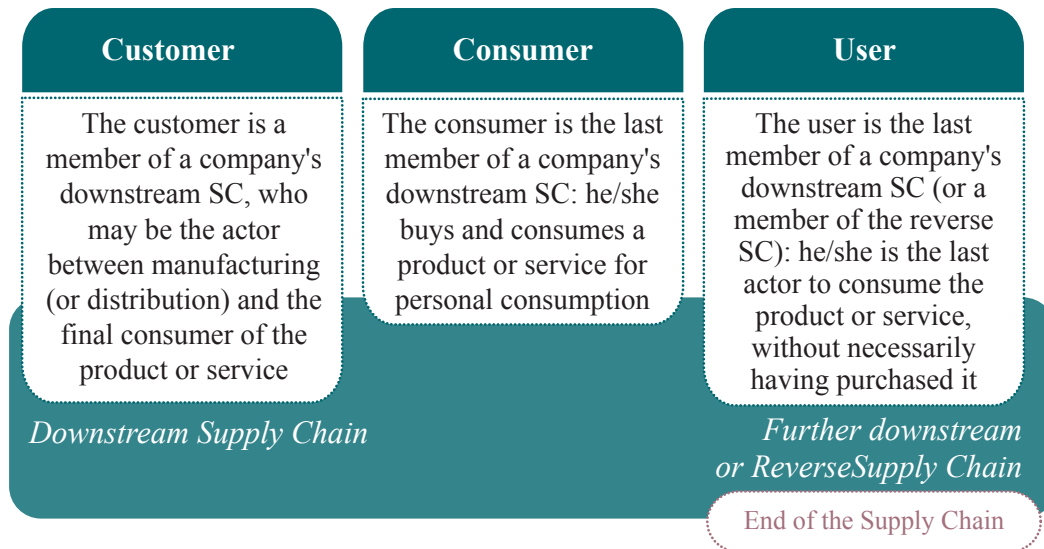 Customer
The customer is a
member of a company's
downstream SC, who
may be the actor
between manufacturing
(or distribution) and the
final consumer of the
product or service
Consumer
The consumer is the last
member of a company's
downstream SC: he/she
buys and consumes a
product or service for
personal consumption
User
The user is the last
member of a company's
downstream SC (or a
member of the reverse
SC): he/she is the last
actor to consume the
product or service,
without necessarily
having purchased it
Downstream Supply Chain
Further downstream
or ReverseSupply Chain
End of the Supply Chain